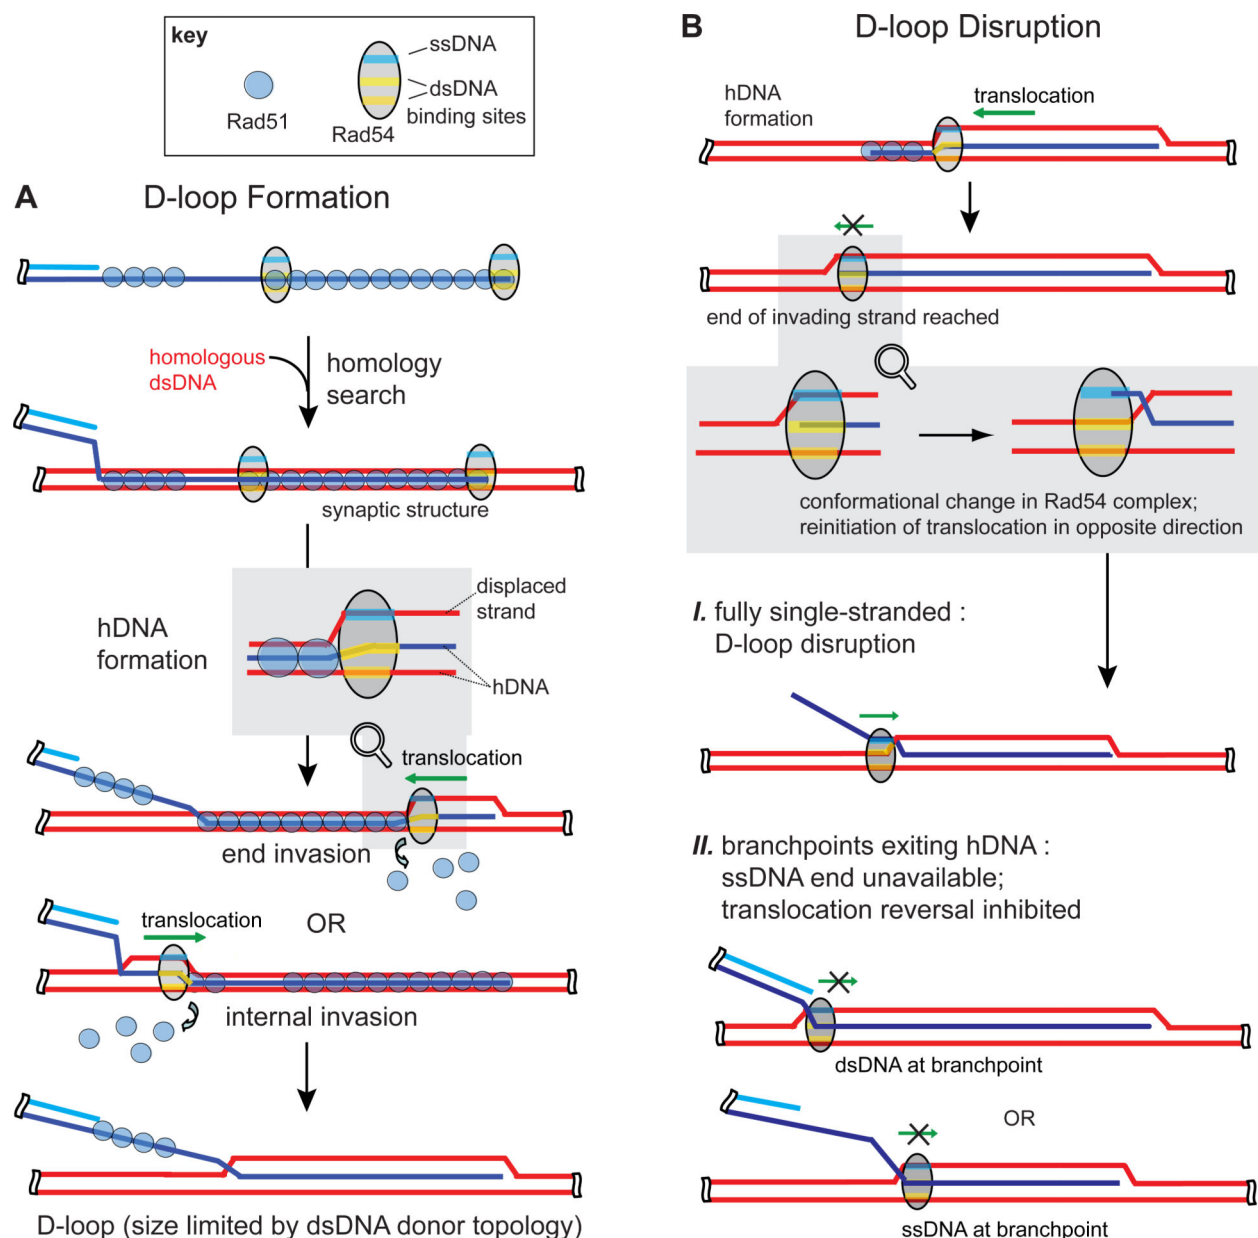 key
ssDNA
dsDNA
binding sites
Rad51
Rad54
A
D-loop Formation
homologous
dsDNA
homology
search
synaptic structure
hDNA
formation
displaced
strand
hDNA
translocation
end invasion
translocation
OR
internal invasion
D-loop (size limited by dsDNA donor topology)
B
D-loop Disruption
hDNA
formation
translocation
end of invading strand reached
conformational change in Rad54 complex;
reinitiation of translocation in opposite direction
I. fully single-stranded :
D-loop disruption
II. branchpoints exiting hDNA :
ssDNA end unavailable;
translocation reversal inhibited
dsDNA at branchpoint
OR
ssDNA at branchpoint